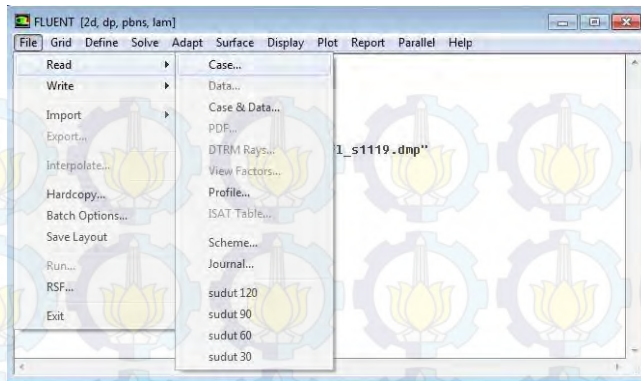 FLUENT [2d, dp, pbns, lam]
File Grid Define Solve Adapt Surface Display Plot Report Parallel Help
Read
Write
Import
Export...
Interpolate...
Hardcopy...
Batch Options...
Save Layout
Run...
RSF...
Exit
Case...
Data...
Case & Data...
PDF...
DTRM Rays...
View Factors...
Profile...
ISAT Table...
Scheme...
Journal...
sudut 120
sudut 90
sudut 60
sudut 30
l_s1119.dmp"